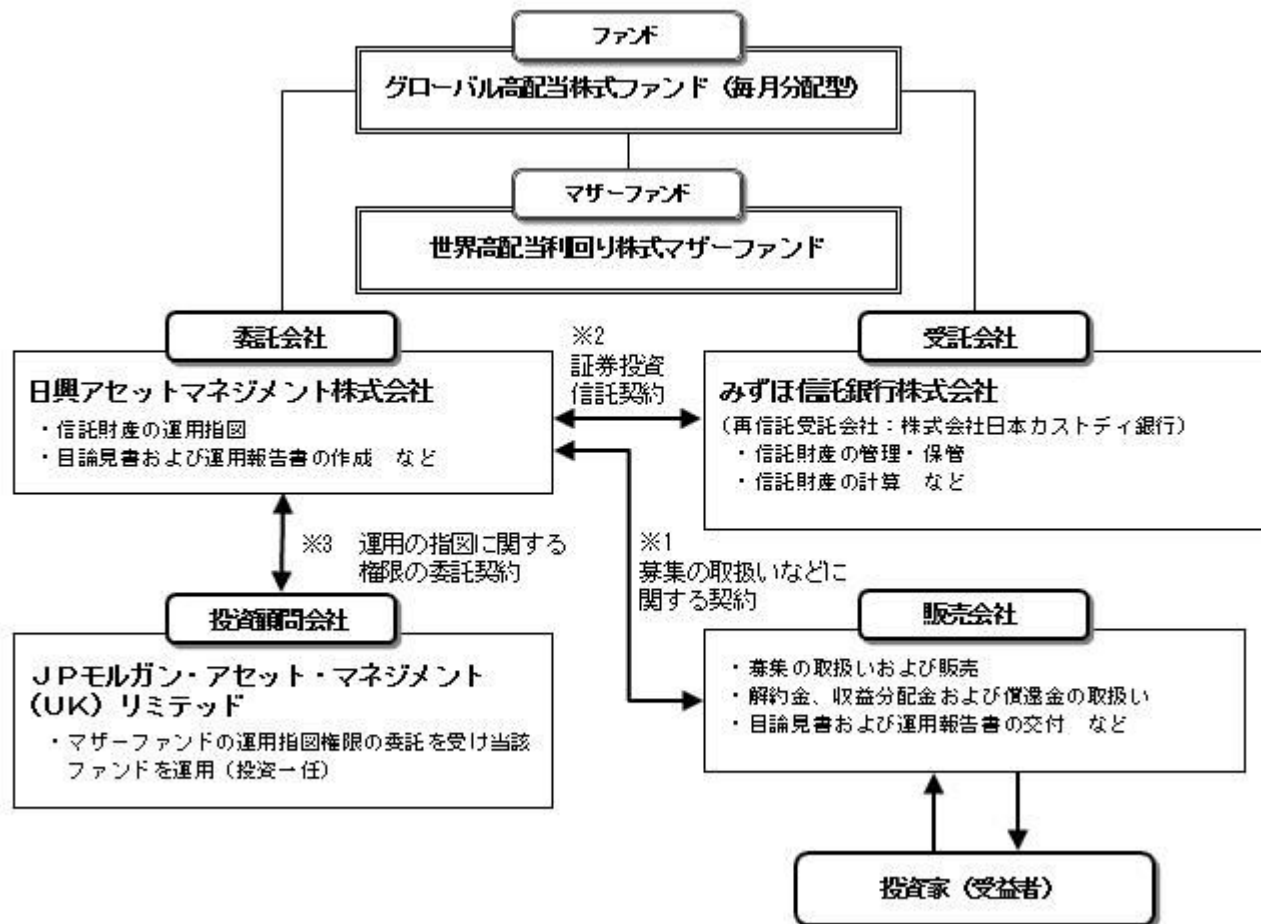 ファンド
グローバル高配当株式ファンド（毎月分配型）
マザーファンド
世界高配当利回り株式マザーファンド
委託会社
日興アセットマネジメント株式会社
・信託財産の運用指図
・目論見書および運用報告書の作成　など
※2
証券投資
信託契約
受託会社
みずほ信託銀行株式会社
（再信託受託会社：株式会社日本カストディ銀行）
・信託財産の管理・保管
・信託財産の計算　など
※3　運用の指図に関する
権限の委託契約
※1
募集の取扱いなどに
関する契約
投資顧問会社
ＪＰモルガン・アセット・マネジメント
（ＵＫ）リミテッド
・マザーファンドの運用指図権限の委託を受け当該
ファンドを運用（投資一任）
販売会社
・募集の取扱いおよび販売
・解約金、収益分配金および償還金の取扱い
・目論見書および運用報告書の交付　など
投資家（受益者）